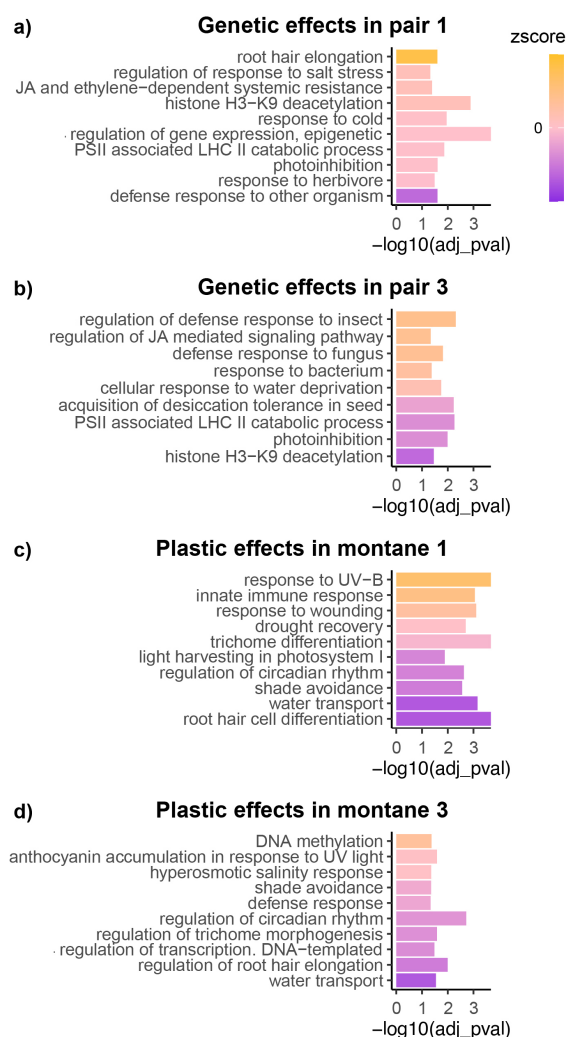 a)
Genetic effects in pair 1
zscore
root hair elongation
regulation of response to salt stress
JA and ethylene−dependent systemic resistance
histone H3−K9 deacetylation
response to cold
regulation of gene expression, epigenetic
PSII associated LHC II catabolic process
photoinhibition
response to herbivore
defense response to other organism
0
0 1 2 3
−log10(adj_pval)
b)
Genetic effects in pair 3
regulation of defense response to insect
regulation of JA mediated signaling pathway
defense response to fungus
response to bacterium
cellular response to water deprivation
acquisition of desiccation tolerance in seed
PSII associated LHC II catabolic process
photoinhibition
histone H3−K9 deacetylation
0 1 2 3
−log10(adj_pval)
c)
Plastic effects in montane 1
response to UV−B
innate immune response
response to wounding
drought recovery
trichome differentiation
light harvesting in photosystem I
regulation of circadian rhythm
shade avoidance
water transport
root hair cell differentiation
0 1 2 3
−log10(adj_pval)
d)
Plastic effects in montane 3
DNA methylation
anthocyanin accumulation in response to UV light
hyperosmotic salinity response
shade avoidance
defense response
regulation of circadian rhythm
regulation of trichome morphogenesis
regulation of transcription. DNA−templated
regulation of root hair elongation
water transport
0 1 2 3
−log10(adj_pval)